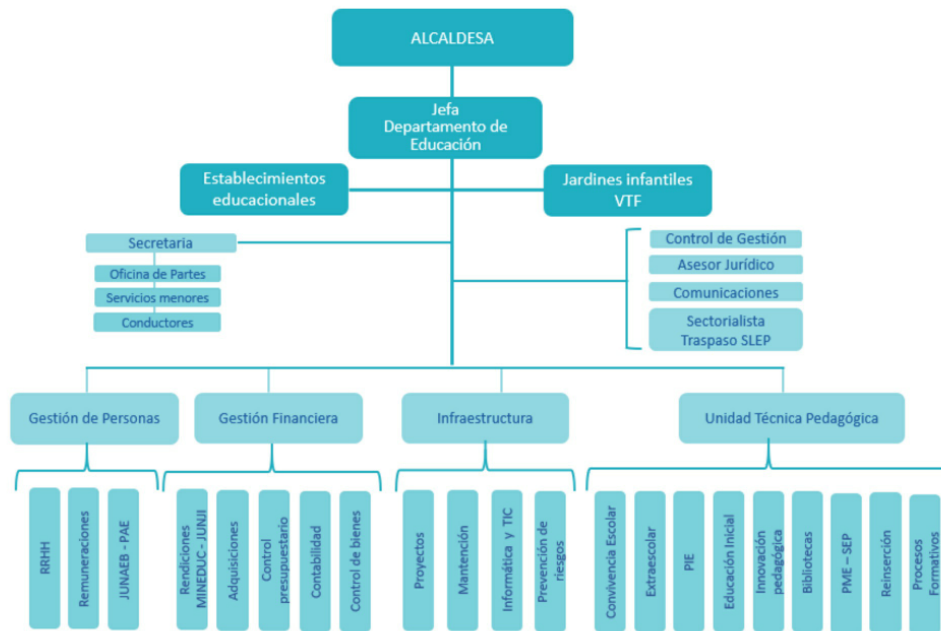 ALCALDESA
Jefa
Departamento de
Educación
Establecimientos
educacionales
Jardines infantiles
VTF
Secretaria
Oficina de Partes
Servicios menores
Conductores
Control de Gestión
Asesor Jurídico
Comunicaciones
Sectorialista
Traspaso SLEP
Gestión de Personas
Gestión Financiera
Infraestructura
Unidad Técnica Pedagógica
RRHH
Remuneraciones
JUNAEB - PAE
Rendiciones
MINEDUC - JUNJI
Adquisiciones
Control
presupuestario
Contabilidad
Control de bienes
Proyectos
Mantención
Informática y TIC
Prevención de
riesgos
Convivencia Escolar
Extraescolar
PIE
Educación Inicial
Innovación
pedagógica
Bibliotecas
PME – SEP
Reinserción
Procesos
Formativos